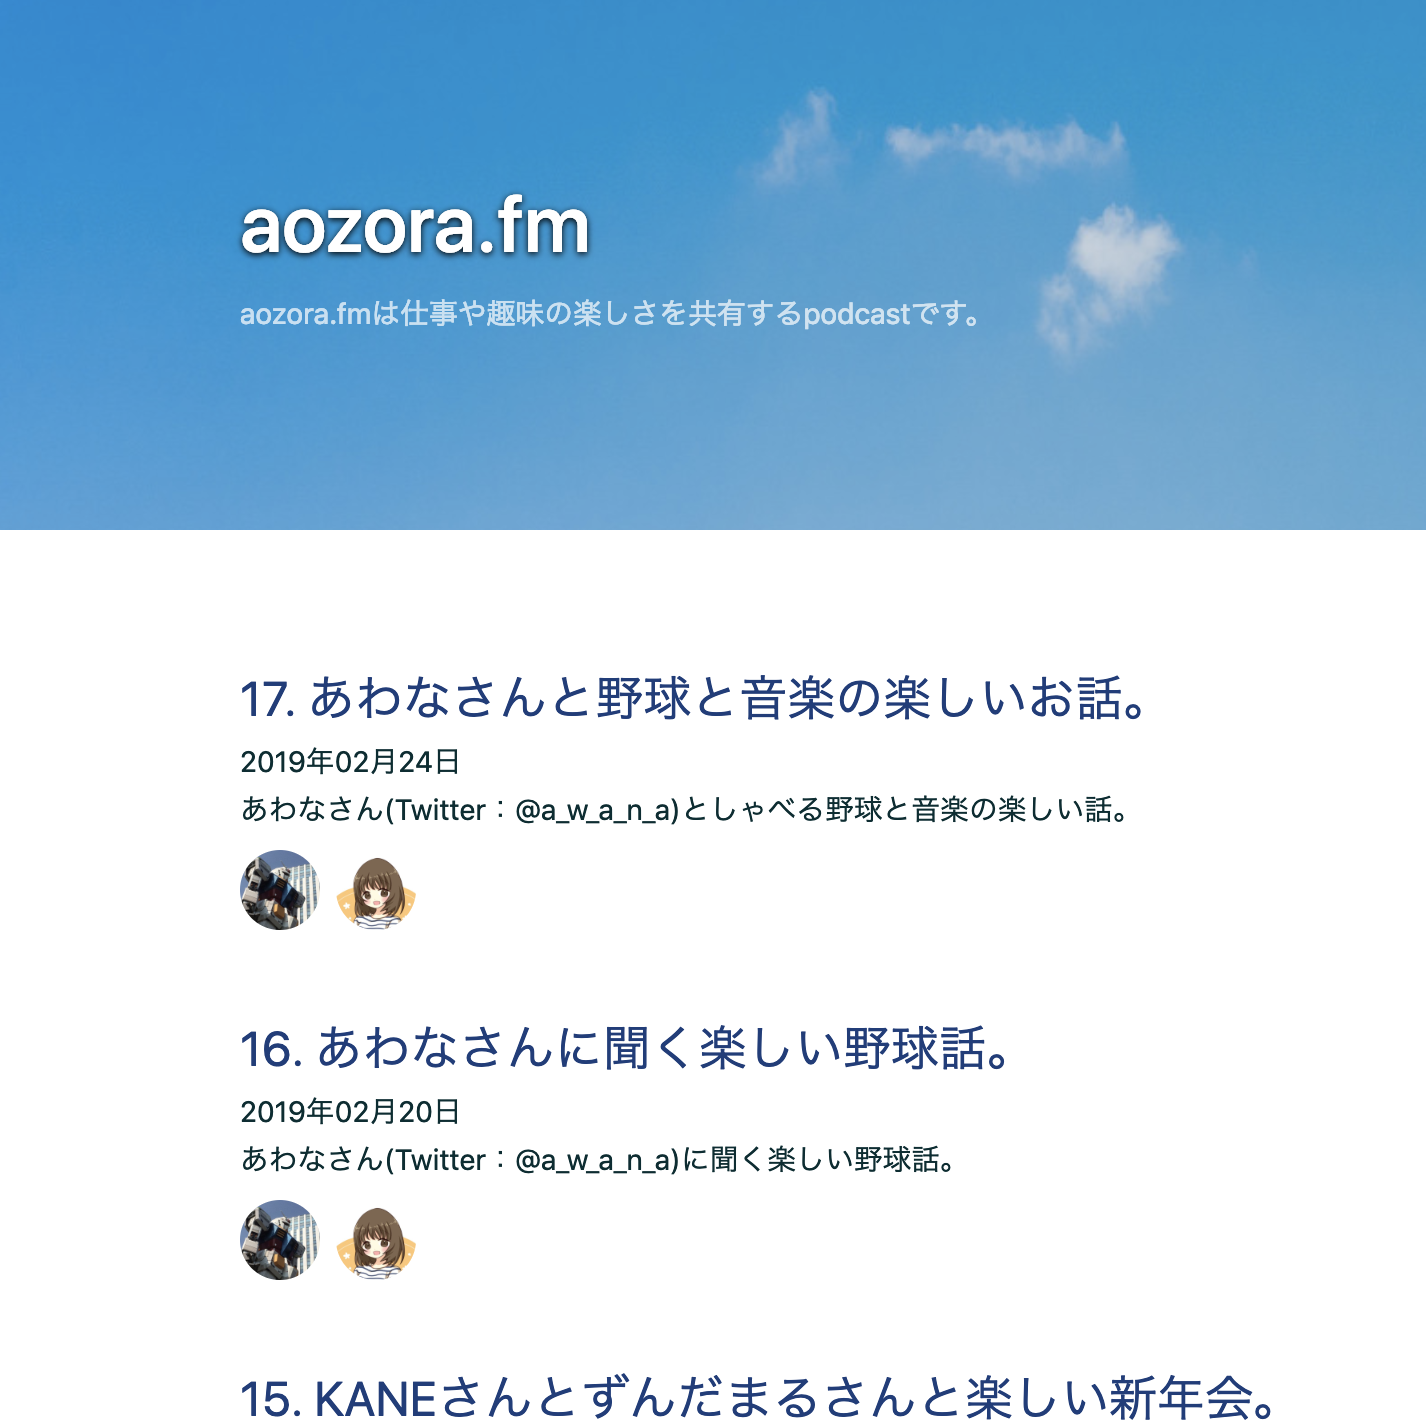 aozora.fm
aozora.fmは仕事や趣味の楽しさを共有するpodcastです。
17. あわなさんと野球と音楽の楽しいお話。
2019年02月24日
あわなさん(Twitter：@a_w_a_n_a)としゃべる野球と音楽の楽しい話。
16. あわなさんに聞く楽しい野球話。
2019年02月20日
あわなさん(Twitter：@a_w_a_n_a)に聞く楽しい野球話。
15. KANEさんとずんだまるさんと楽しい新年会。